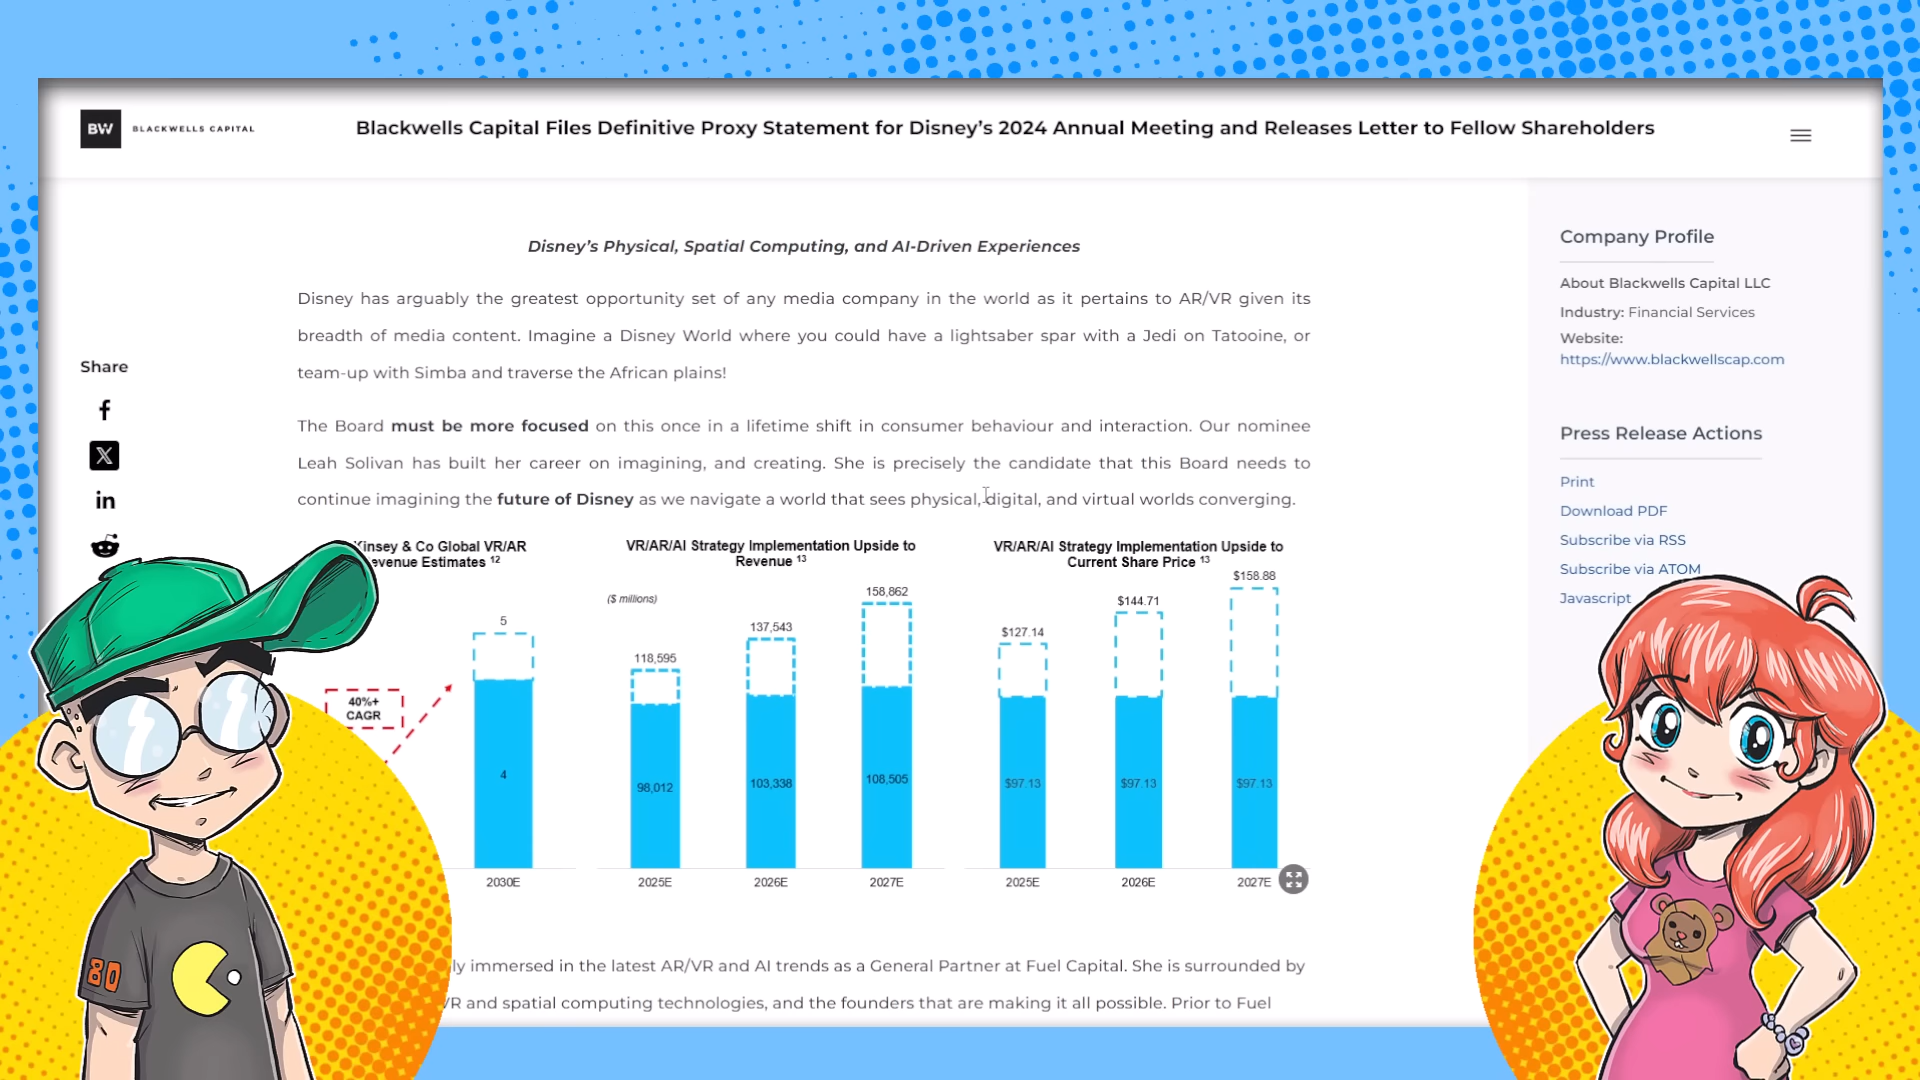 BW BLACKWELLS CAPITAL
Blackwells Capital Files Definitive Proxy Statement for Disney's 2024 Annual Meeting and Releases Letter to Fellow Shareholders
Disney's Physical, Spatial Computing, and AI-Driven Experiences
Disney has arguably the greatest opportunity set of any media company in the world as it pertains to AR/VR given its
breadth of media content. Imagine a Disney World where you could have a lightsaber spar with a Jedi on Tatooine, or
team-up with Simba and traverse the African plains!
The Board must be more focused on this once in a lifetime shift in consumer behaviour and interaction. Our nominee
Leah Solivan has built her career on imagining, and creating. She is precisely the candidate that this Board needs to
continue imagining the future of Disney as we navigate a world that sees physical, digital, and virtual worlds converging.
Share
in
Kinsey & Co Global VR/AR
evenue Estimates 12
5
40%+
CAGR
4
2030E
VR/AR/AI Strategy Implementation Upside to
Revenue 13
($ millions)
118,595
137,543
158,862
98,012
103,338
108,505
2025E
2026E
2027E
VR/AR/AI Strategy Implementation Upside to
Current Share Price 13
$127.14
$144.71
$158.88
$97.13
$97.13
$97.13
2025E
2026E
2027E
ly immersed in the latest AR/VR and AI trends as a General Partner at Fuel Capital. She is surrounded by
VR and spatial computing technologies, and the founders that are making it all possible. Prior to Fuel
Company Profile
About Blackwells Capital LLC
Industry: Financial Services
Website:
https://www.blackwellscap.com
Press Release Actions
Print
Download PDF
Subscribe via RSS
Subscribe via ATOM
Javascript
80